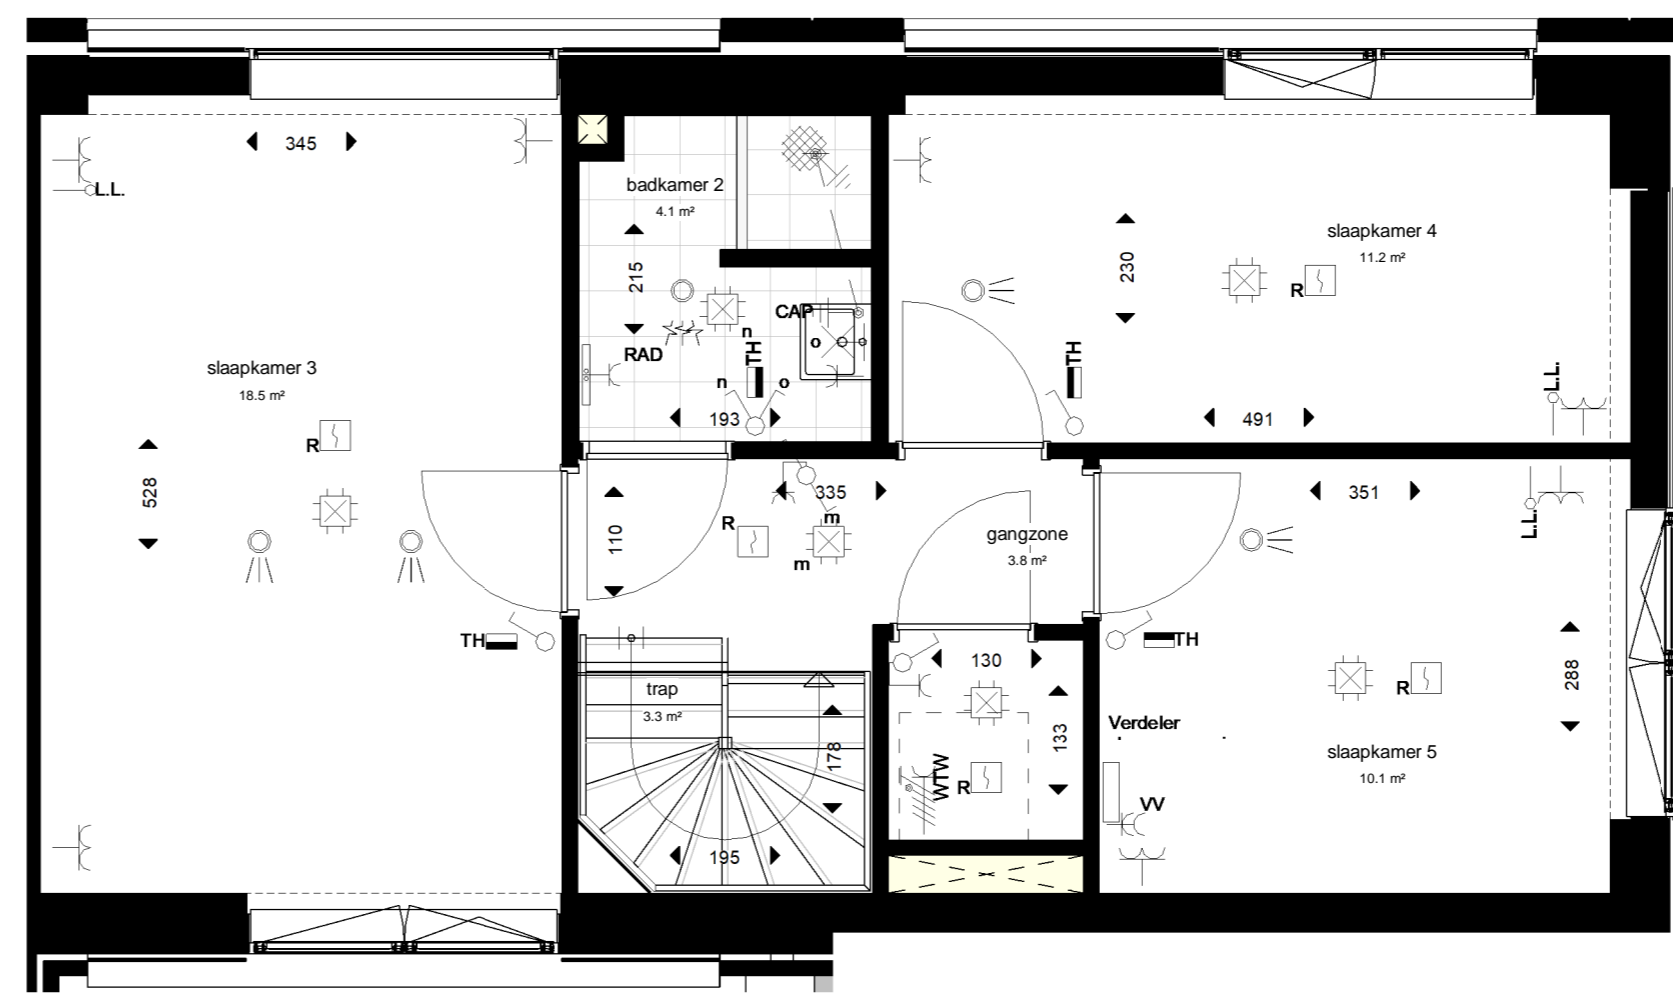 345
L.L.
badkamer 2
4.1 m²
215
CAP
n
o
RAD
TH
n
o
193
slaapkamer 4
11.2 m²
230
R
TH
L.L.
491
slaapkamer 3
18.5 m²
R
528
TH
335
110
R
m
m
gangzone
3.8 m²
351
L.L.
trap
3.3 m²
178
195
130
133
WTW
R
TH
R
288
Verdeler
slaapkamer 5
10.1 m²
VV